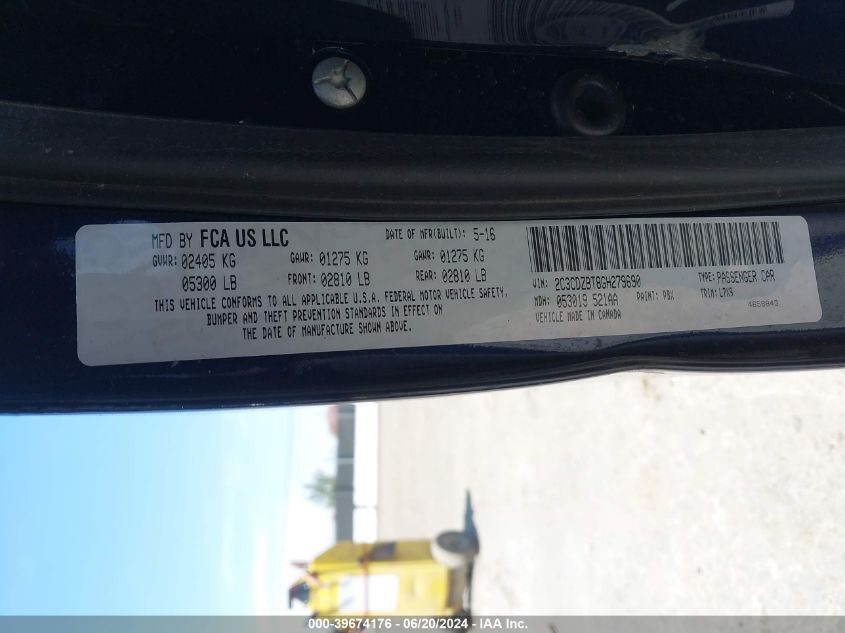 MFD BY FCA US LLC DATE OF MFR(BUILT): 5-16
GVWR: 02405 KG GAWR: 01275 KG GAWR: 01275 KG
05300 LB FRONT: 02810 LB REAR: 02810 LB
THIS VEHICLE CONFORMS TO ALL APPLICABLE U.S.A. FEDERAL MOTOR VEHICLE SAFETY,
BUMPER AND THEFT PREVENTION STANDARDS IN EFFECT ON
THE DATE OF MANUFACTURE SHOWN ABOVE.
VIN: 2C3CDZBT8GH279690 TYPE: PASSENGER CAR
MDH: 053019 521AA PAINT: PBX TRIM: L7X9
VEHICLE MADE IN CANADA 4658843
000-39674176 - 06/20/2024 - IAA Inc.